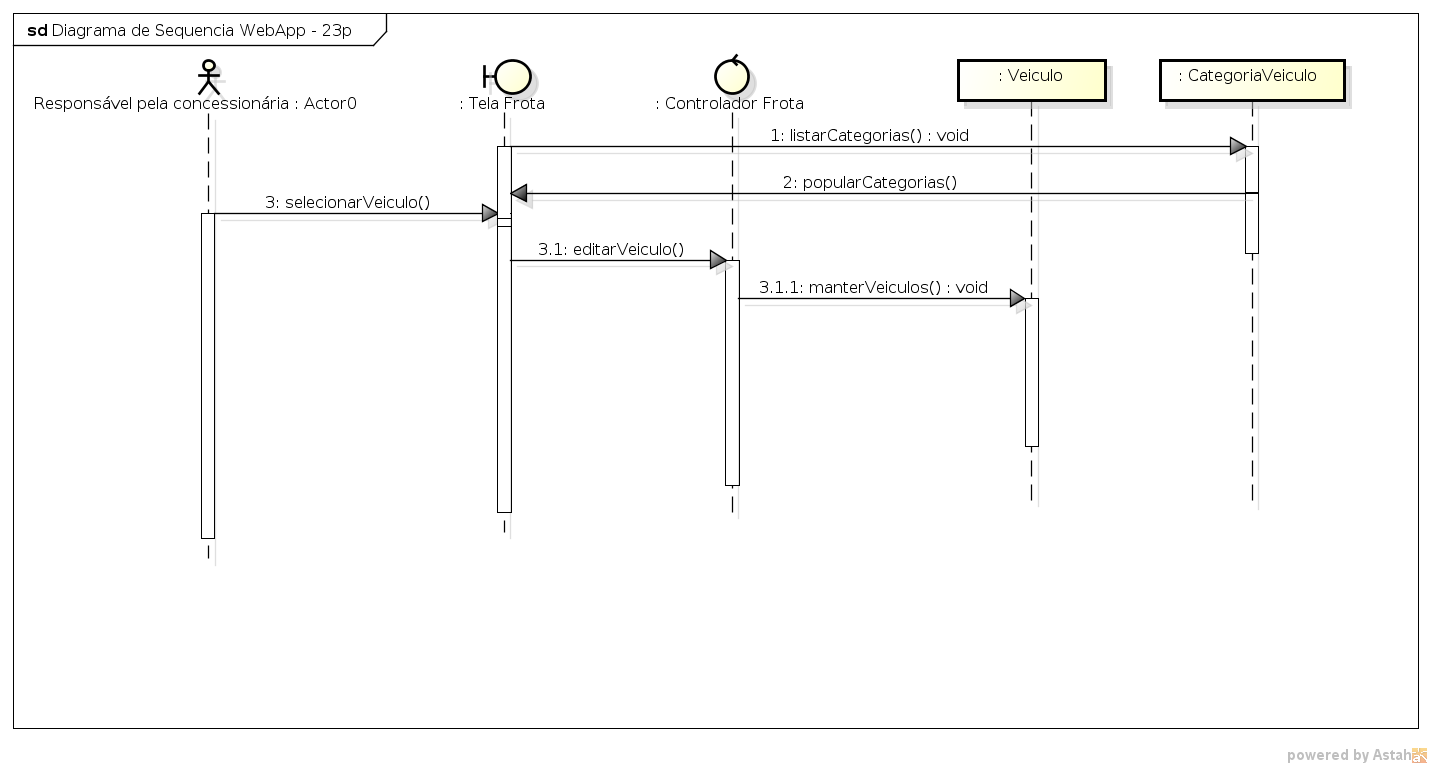 sd Diagrama de Sequencia WebApp - 23p
Responsável pela concessionária : Actor0
: Tela Frota
: Controlador Frota
: Veiculo
: CategoriaVeiculo
1: listarCategorias() : void
2: popularCategorias()
3: selecionarVeiculo()
3.1: editarVeiculo()
3.1.1: manterVeiculos() : void
powered by Astah